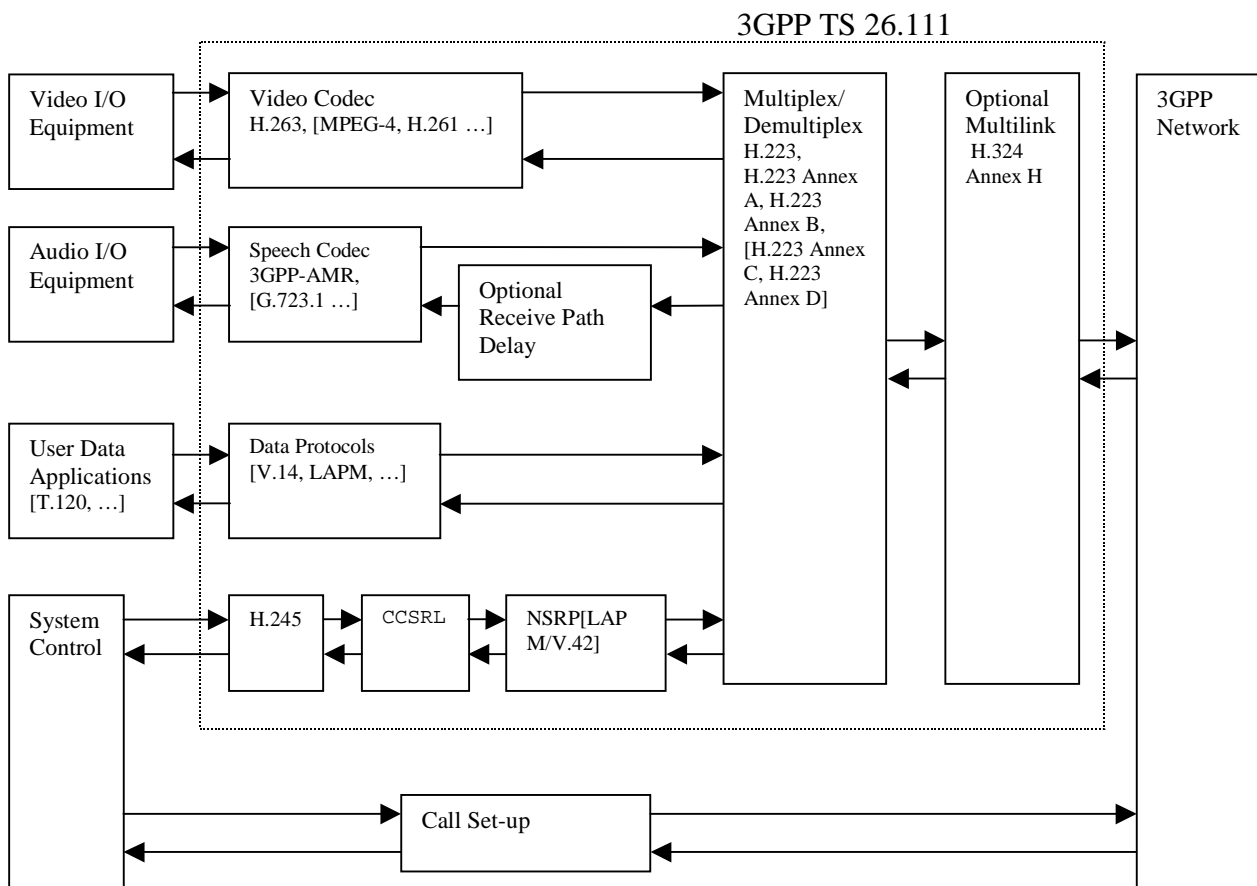 3GPP TS 26.111
Video I/O
Equipment
Video Codec
H.263, [MPEG-4, H.261 …]
Multiplex/
Demultiplex
H.223,
H.223 Annex
A, H.223
Annex B,
[H.223 Annex
C, H.223
Annex D]
Optional
Multilink
H.324
Annex H
3GPP
Network
Audio I/O
Equipment
Speech Codec
3GPP-AMR,
[G.723.1 …]
Optional
Receive Path
Delay
User Data
Applications
[T.120, …]
Data Protocols
[V.14, LAPM, …]
System
Control
H.245
CCSRL
NSRP[LAP
M/V.42]
Call Set-up